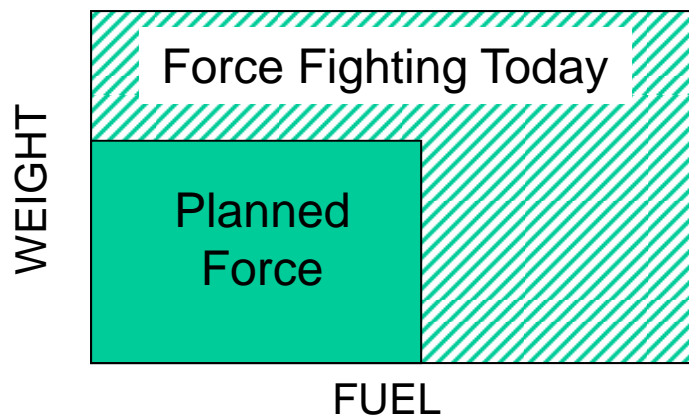 Force Fighting Today
WEIGHT
Planned
Force
FUEL